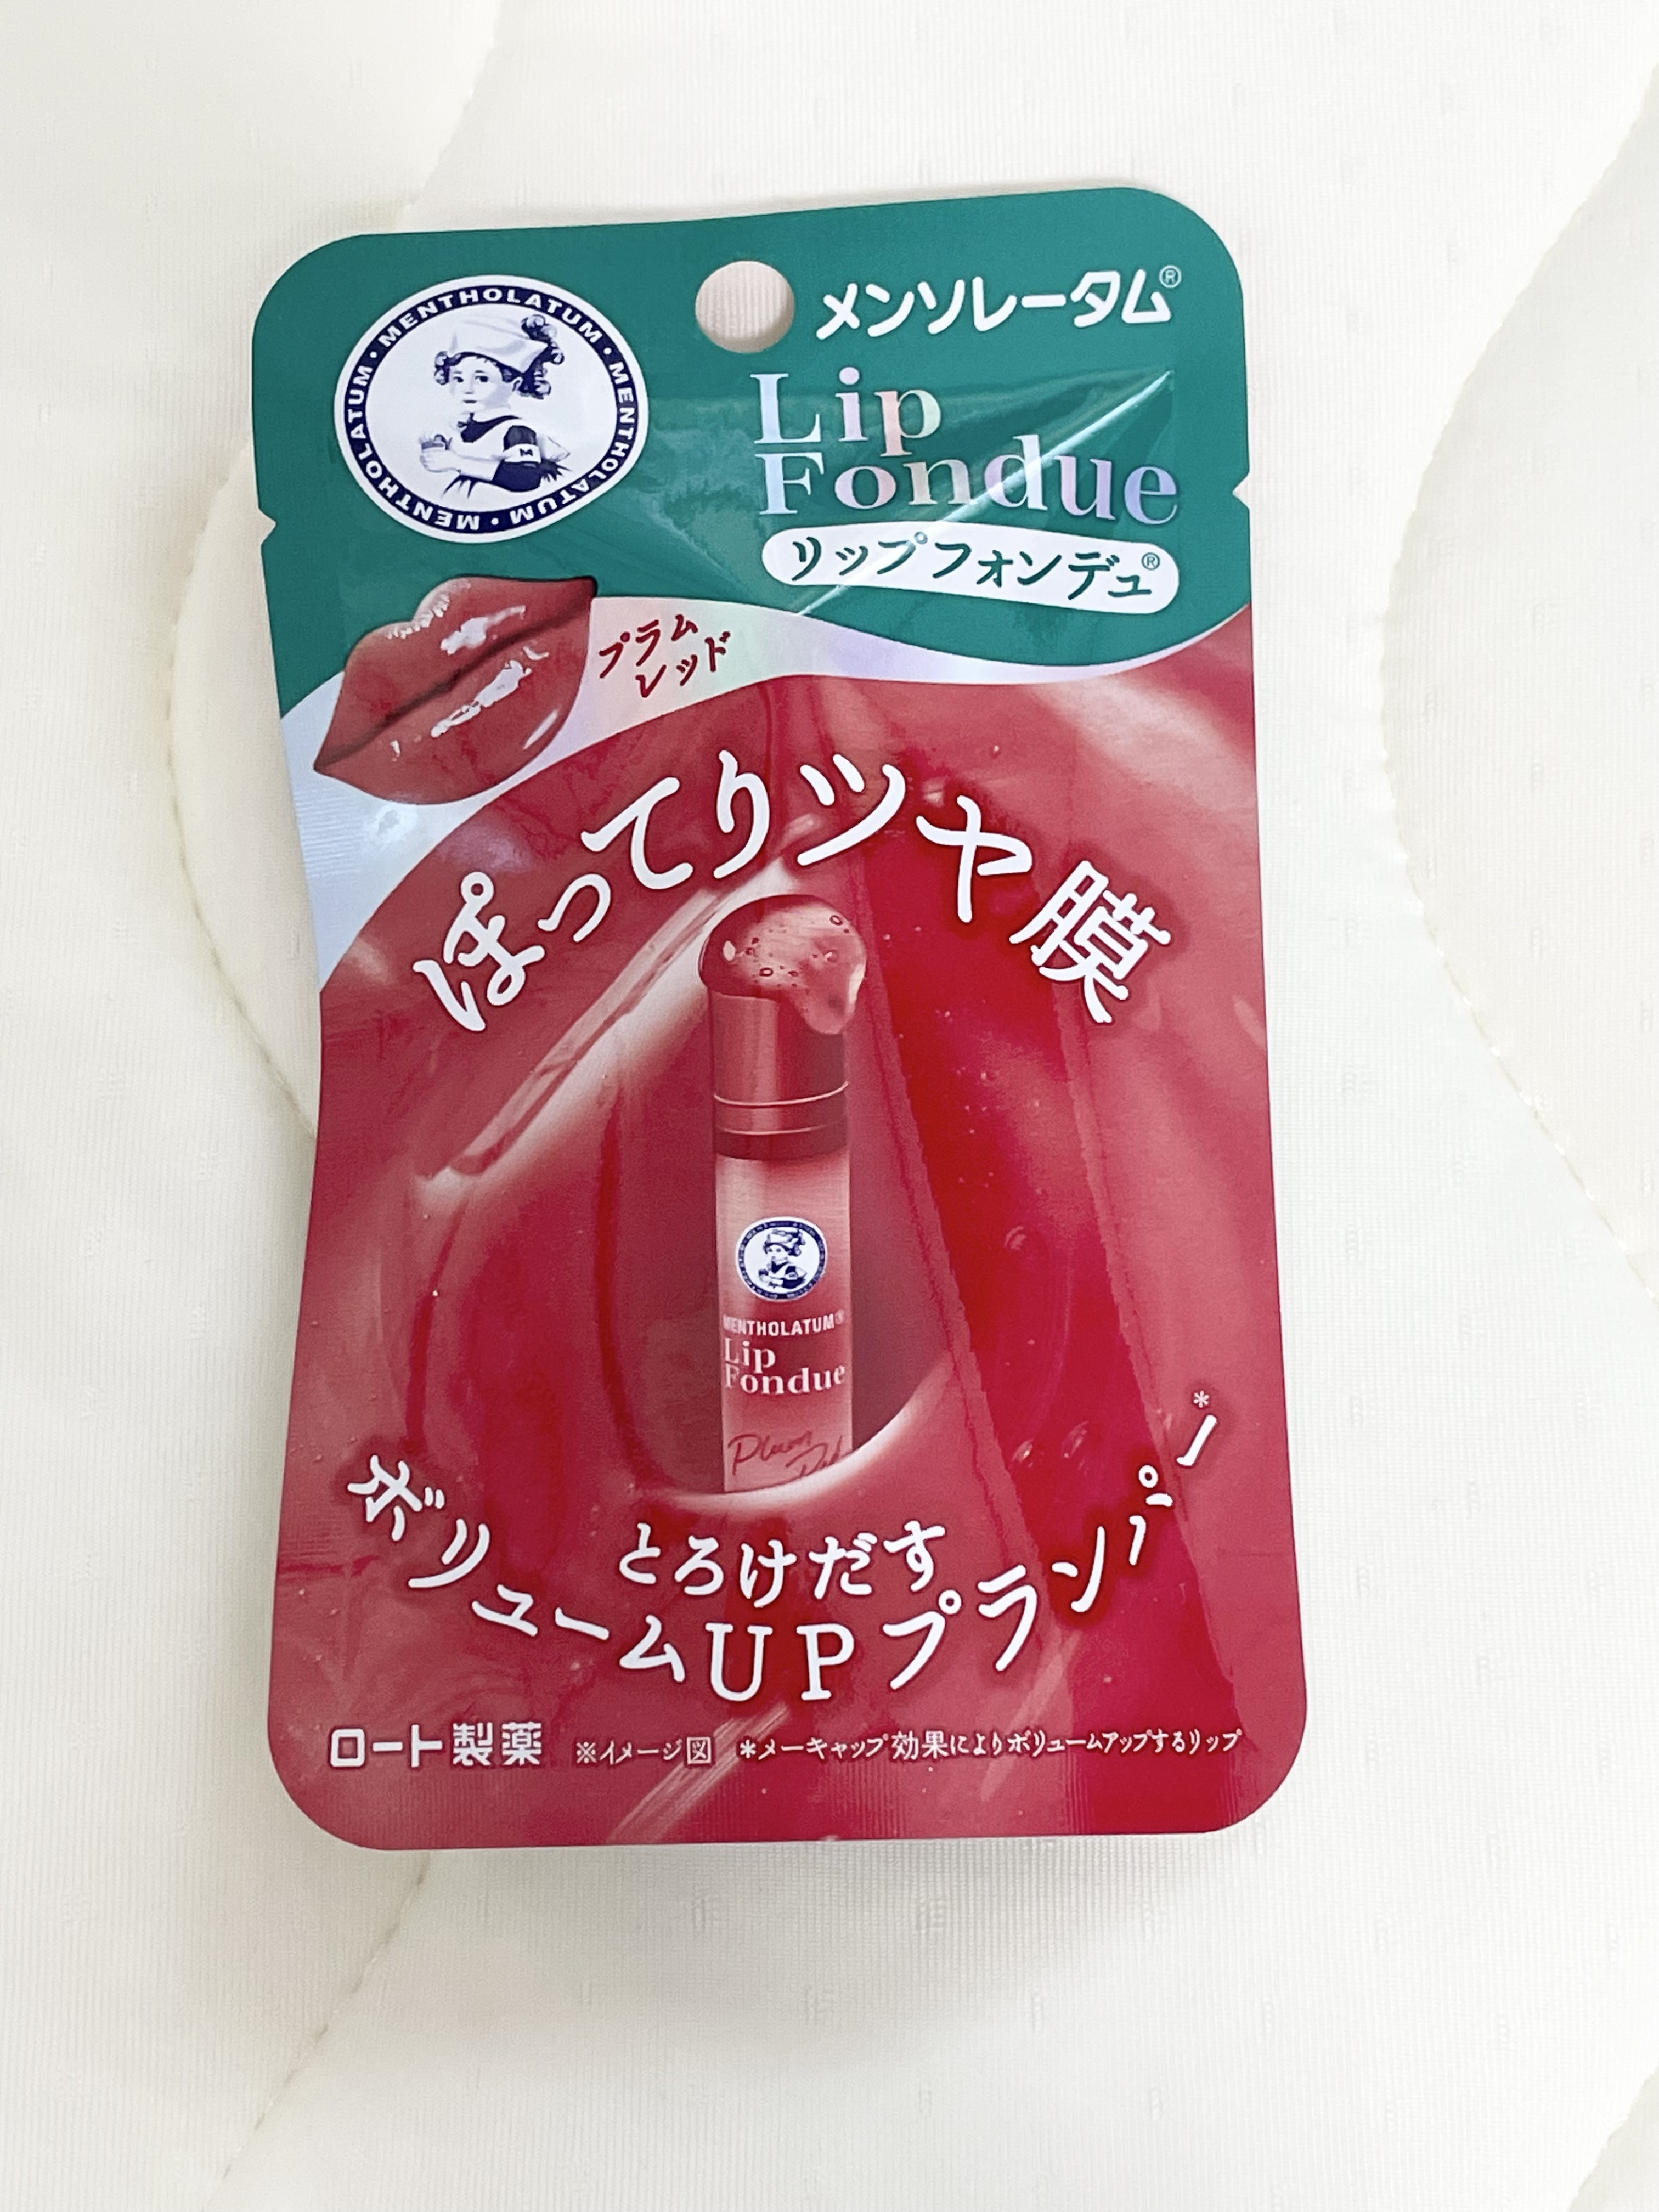 MENTHOLATUM・MENTHOLATUM・MENTHOLATUM・
メンソレータム®
Lip
Fondue
リップフォンデュ®
プラム
レッド
ぽってりツヤ膜
MENTHOLATUM®
Lip
Fondue
Plum
とろけだす
ボリュームUPプランパー*
ロート製薬 ※イメージ図 *メーキャップ効果によりボリュームアップするリップ